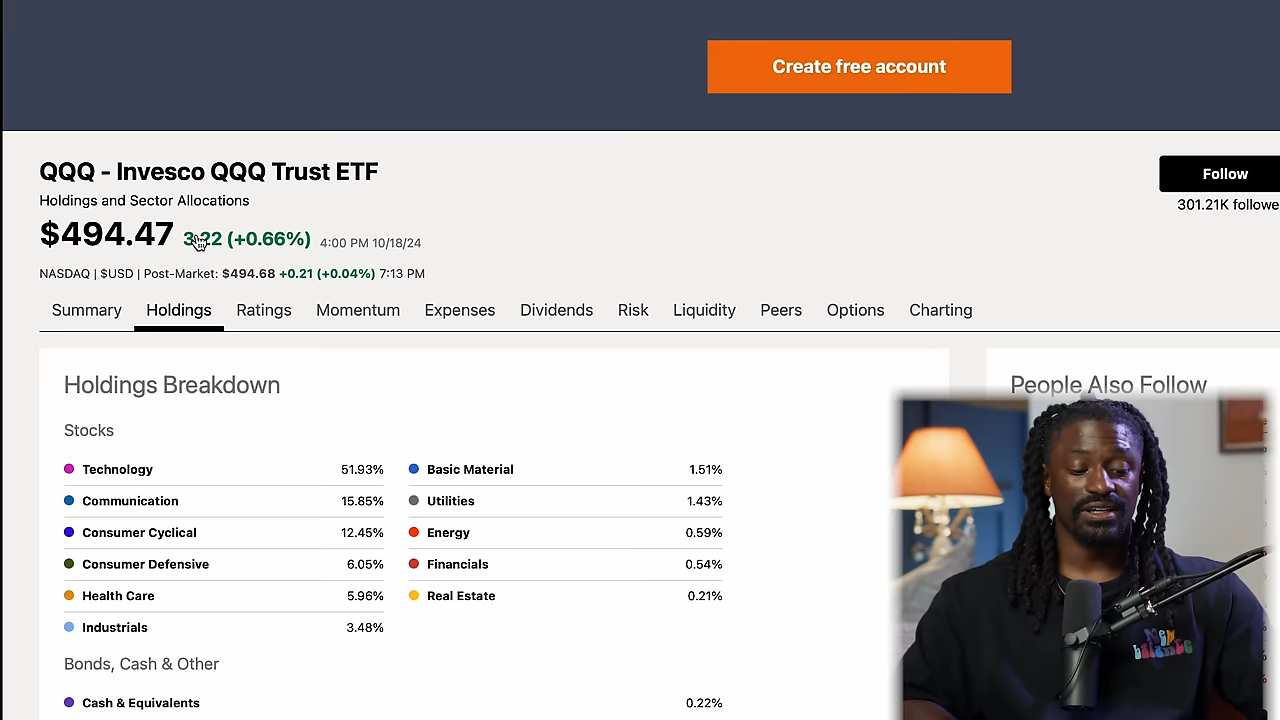 Create free account
QQQ - Invesco QQQ Trust ETF
Follow
Holdings and Sector Allocations
301.21K followe
$494.47 3.22 (+0.66%) 4:00 PM 10/18/24
NASDAQ | $USD | Post-Market: $494.68 +0.21 (+0.04%) 7:13 PM
Summary Holdings Ratings Momentum Expenses Dividends Risk Liquidity Peers Options Charting
Holdings Breakdown
People Also Follow
Stocks
Technology 51.93% Basic Material 1.51%
Communication 15.85% Utilities 1.43%
Consumer Cyclical 12.45% Energy 0.59%
Consumer Defensive 6.05% Financials 0.54%
Health Care 5.96% Real Estate 0.21%
Industrials 3.48%
Bonds, Cash & Other
Cash & Equivalents 0.22%
New
balance